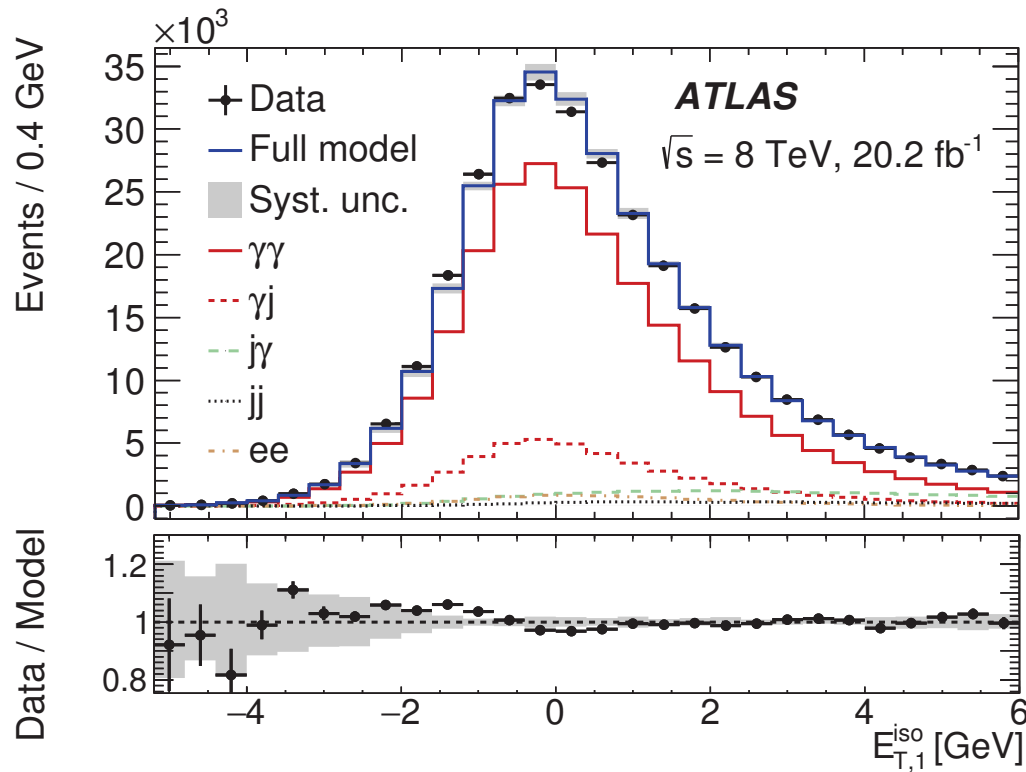 ×10³
Events / 0.4 GeV
35
30
25
20
15
10
5
0
Data
Full model
Syst. unc.
γγ
γj
jγ
jj
ee
ATLAS
√s = 8 TeV, 20.2 fb⁻¹
Data / Model
1.2
1
0.8
−4 −2 0 2 4 6
E_{T,1}^{iso} [GeV]